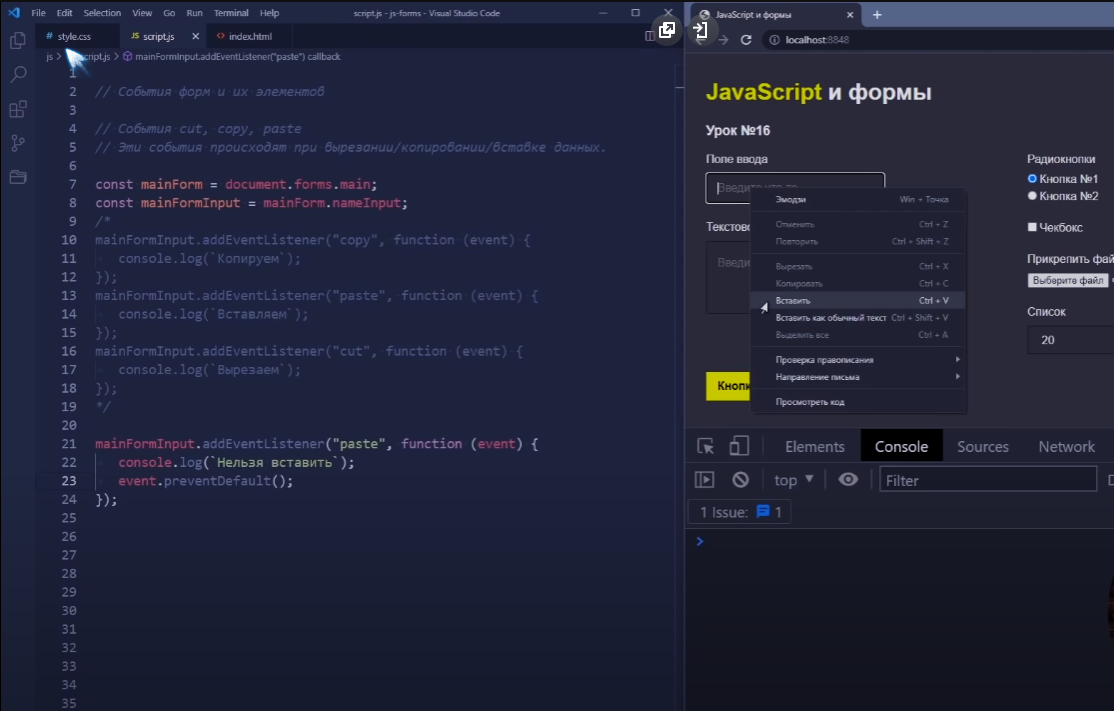 File Edit Selection View Go Run Terminal Help script.js - js-forms - Visual Studio Code
# style.css JS script.js <> index.html
js > script.js > mainFormInput.addEventListener("paste") callback
1
2 // События форм и их элементов
3
4 // События cut, copy, paste
5 // Эти события происходят при вырезании/копировании/вставке данных.
6
7 const mainForm = document.forms.main;
8 const mainFormInput = mainForm.nameInput;
9 /*
10 mainFormInput.addEventListener("copy", function (event) {
11 console.log(`Копируем`);
12 });
13 mainFormInput.addEventListener("paste", function (event) {
14 console.log(`Вставляем`);
15 });
16 mainFormInput.addEventListener("cut", function (event) {
17 console.log(`Вырезаем`);
18 });
19 */
20
21 mainFormInput.addEventListener("paste", function (event) {
22 console.log(`Нельзя вставить`);
23 event.preventDefault();
24 });
25
26
27
28
29
30
31
32
33
34
35
JavaScript и формы
localhost:8848
JavaScript и формы
Урок №16
Поле ввода
Введите что-то
Текстово
Введи
Кнопк
Эмодзи Win + Точка
Отменить Ctrl + Z
Повторить Ctrl + Shift + Z
Вырезать Ctrl + X
Копировать Ctrl + C
Вставить Ctrl + V
Вставить как обычный текст Ctrl + Shift + V
Выделить все Ctrl + A
Проверка правописания
Направление письма
Просмотреть код
Радиокнопки
Кнопка №1
Кнопка №2
Чекбокс
Прикрепить фай
Выберите файл
Список
20
Elements Console Sources Network
top ▼ Filter
1 Issue: 1
>